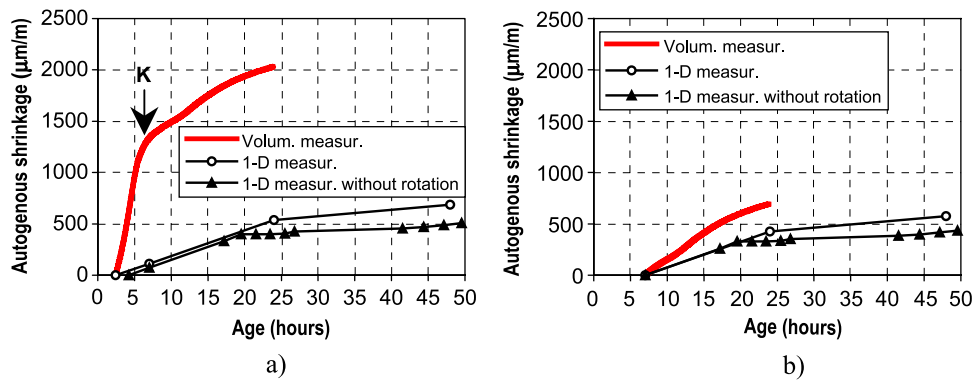 2500
2000
1500
1000
500
0
Autogenous shrinkage (µm/m)
K
Volum. measur.
1-D measur.
1-D measur. without rotation
0 5 10 15 20 25 30 35 40 45 50
Age (hours)
a)
2500
2000
1500
1000
500
0
Autogenous shrinkage (µm/m)
Volum. measur.
1-D measur.
1-D measur. without rotation
0 5 10 15 20 25 30 35 40 45 50
Age (hours)
b)